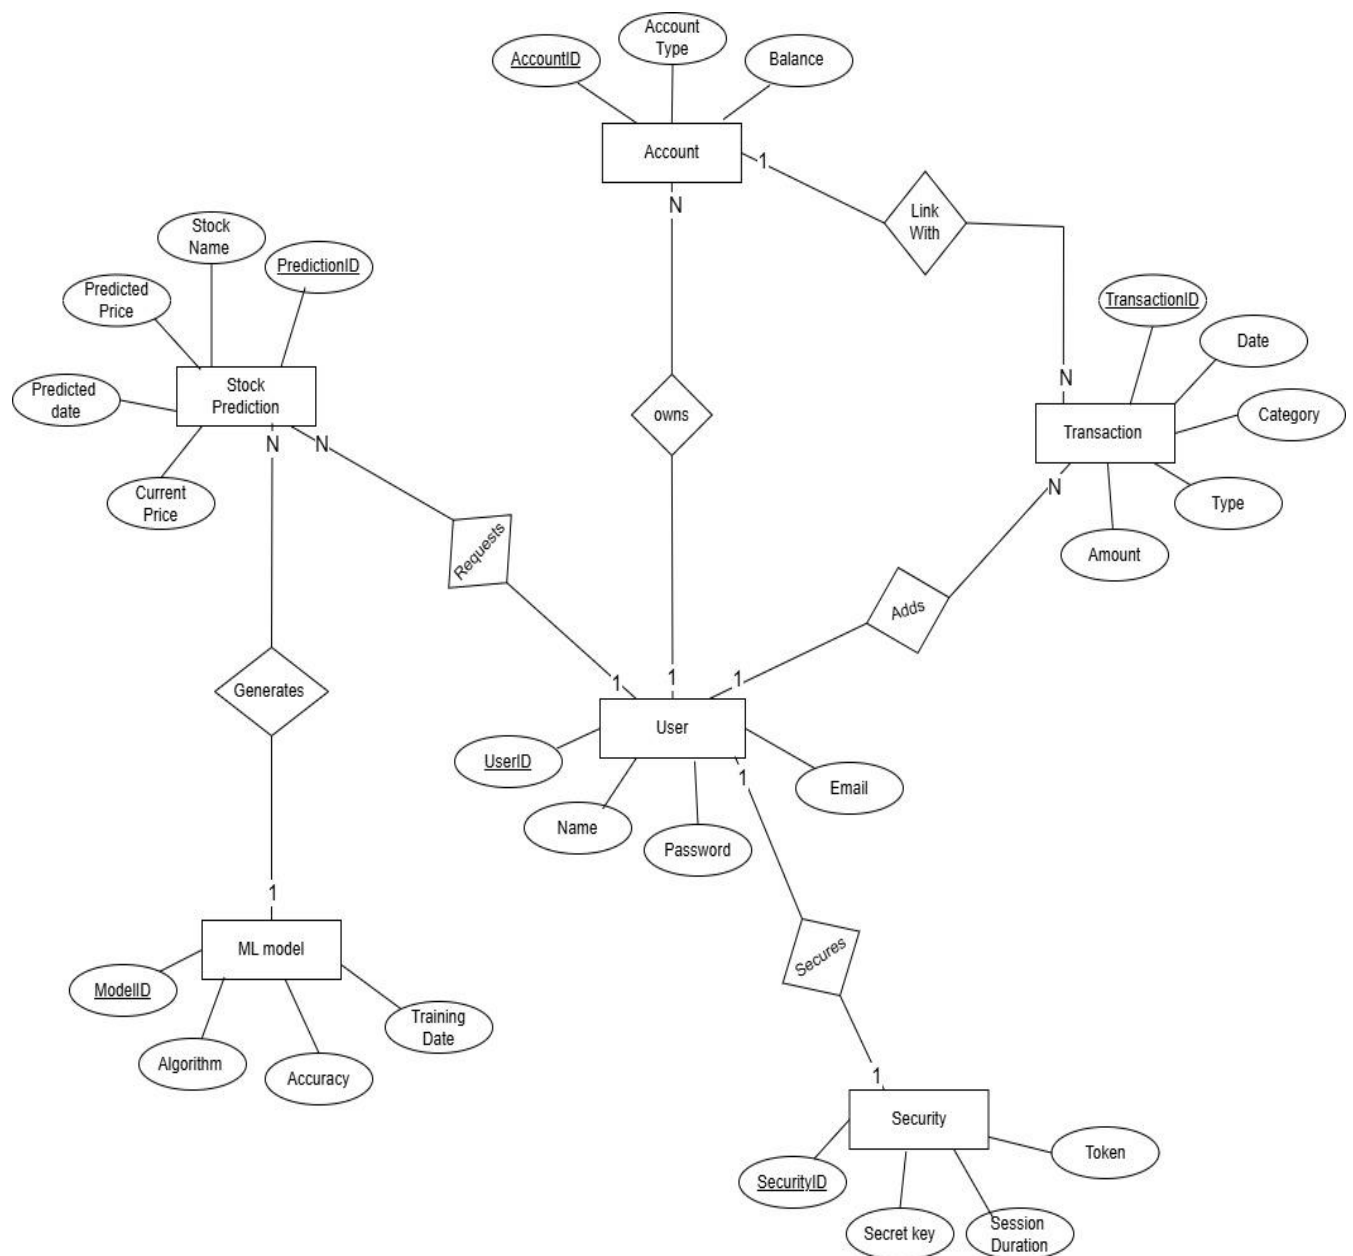 Account
Type
AccountID
Balance
Account
1
N
Link
With
Stock
Name
PredictionID
Predicted
Price
TransactionID
Date
Predicted
date
Stock
Prediction
N
owns
Category
Transaction
N
N
N
Current
Price
Type
Requests
Amount
Adds
Generates
1
1
1
User
UserID
Email
1
Name
Password
1
ML model
Secures
ModelID
Training
Date
Algorithm
Accuracy
1
Security
Token
SecurityID
Secret key
Session
Duration